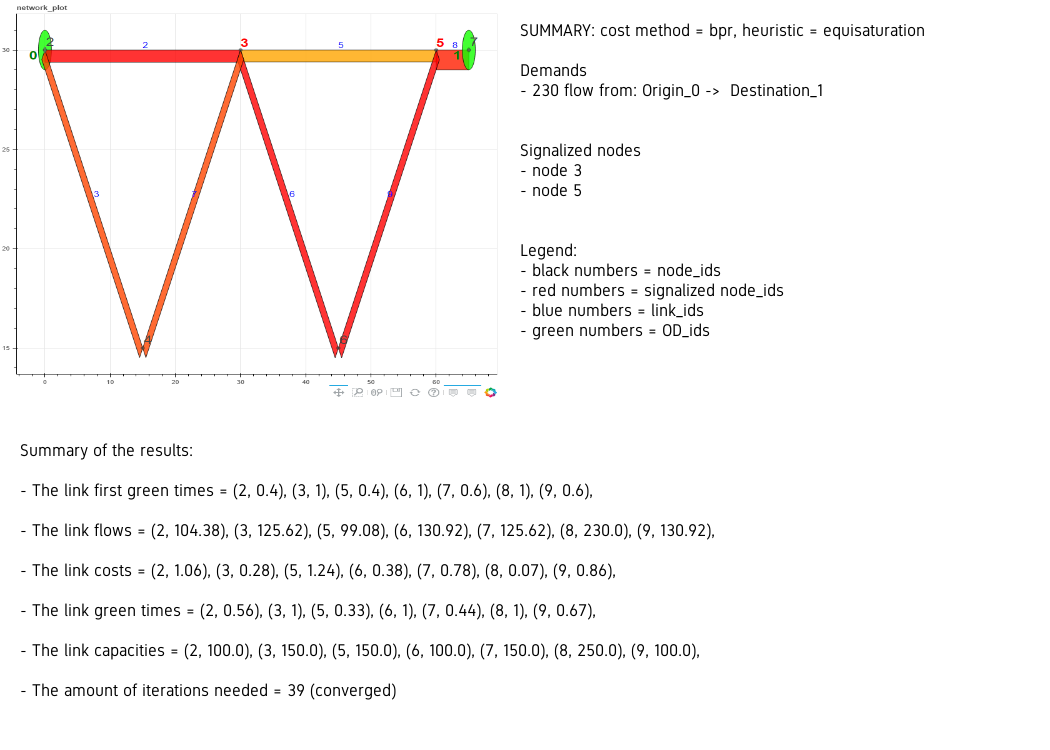 network_plot
SUMMARY: cost method = bpr, heuristic = equisaturation
Demands
- 230 flow from: Origin_0 -> Destination_1
Signalized nodes
- node 3
- node 5
Legend:
- black numbers = node_ids
- red numbers = signalized node_ids
- blue numbers = link_ids
- green numbers = OD_ids
30
25
20
15
0 10 20 30 40 50 60
0 2 2 3 5 5 8 1 7
3 7 6 9
4 6
Summary of the results:
- The link first green times = (2, 0.4), (3, 1), (5, 0.4), (6, 1), (7, 0.6), (8, 1), (9, 0.6),
- The link flows = (2, 104.38), (3, 125.62), (5, 99.08), (6, 130.92), (7, 125.62), (8, 230.0), (9, 130.92),
- The link costs = (2, 1.06), (3, 0.28), (5, 1.24), (6, 0.38), (7, 0.78), (8, 0.07), (9, 0.86),
- The link green times = (2, 0.56), (3, 1), (5, 0.33), (6, 1), (7, 0.44), (8, 1), (9, 0.67),
- The link capacities = (2, 100.0), (3, 150.0), (5, 150.0), (6, 100.0), (7, 150.0), (8, 250.0), (9, 100.0),
- The amount of iterations needed = 39 (converged)